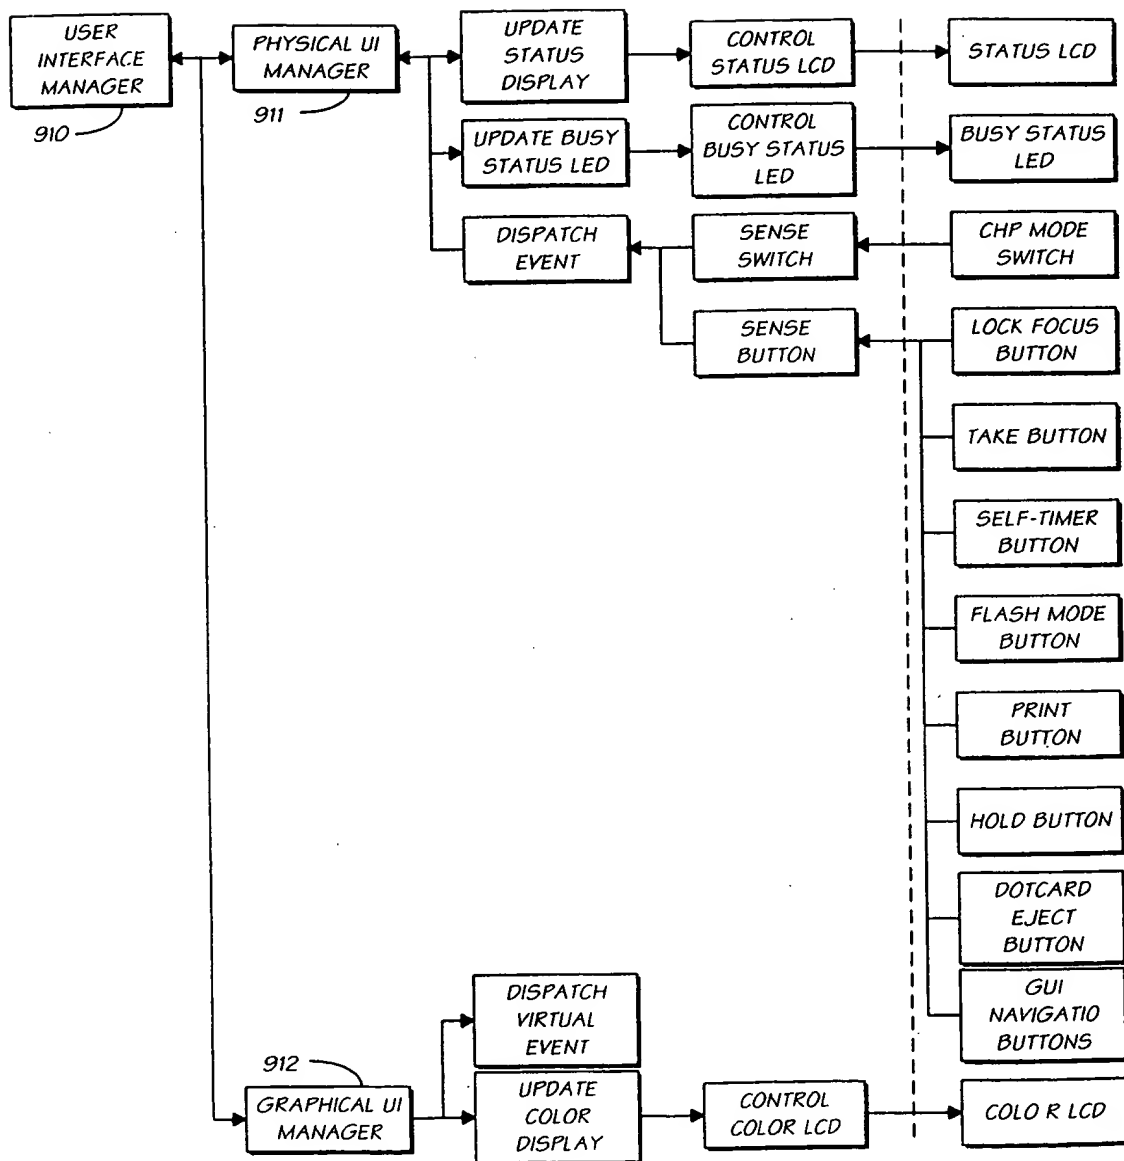 USER
INTERFACE
MANAGER
910
PHYSICAL UI
MANAGER
911
UPDATE
STATUS
DISPLAY
CONTROL
STATUS LCD
STATUS LCD
UPDATE BUSY
STATUS LED
CONTROL
BUSY STATUS
LED
BUSY STATUS
LED
DISPATCH
EVENT
SENSE
SWITCH
CHP MODE
SWITCH
SENSE
BUTTON
LOCK FOCUS
BUTTON
TAKE BUTTON
SELF-TIMER
BUTTON
FLASH MODE
BUTTON
PRINT
BUTTON
HOLD BUTTON
DOTCARD
EJECT
BUTTON
GUI
NAVIGATIO
BUTTONS
DISPATCH
VIRTUAL
EVENT
912
GRAPHICAL UI
MANAGER
UPDATE
COLOR
DISPLAY
CONTROL
COLOR LCD
COLO R LCD